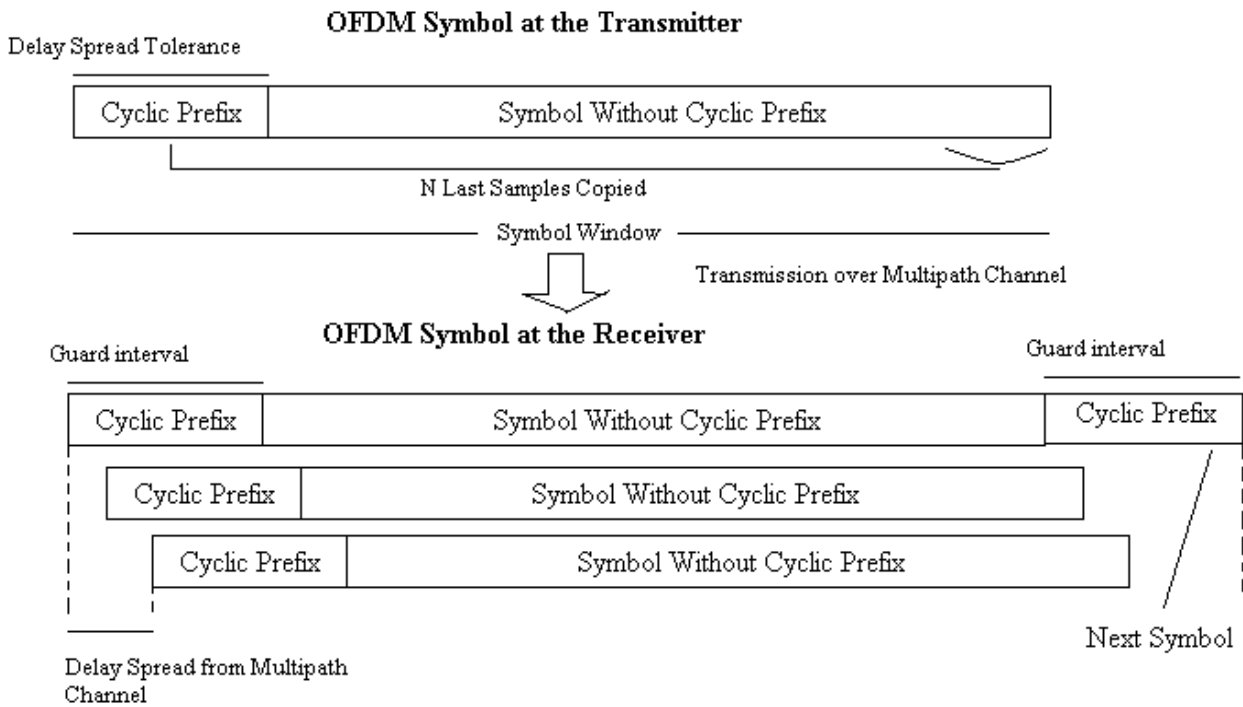 OFDM Symbol at the Transmitter
Delay Spread Tolerance
Cyclic Prefix
Symbol Without Cyclic Prefix
N Last Samples Copied
Symbol Window
Transmission over Multipath Channel
OFDM Symbol at the Receiver
Guard interval
Guard interval
Cyclic Prefix
Symbol Without Cyclic Prefix
Cyclic Prefix
Cyclic Prefix
Symbol Without Cyclic Prefix
Cyclic Prefix
Symbol Without Cyclic Prefix
Next Symbol
Delay Spread from Multipath
Channel